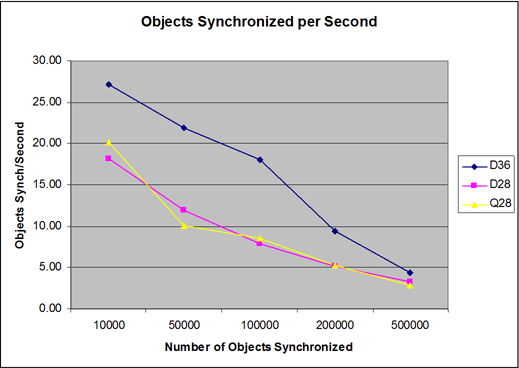 Objects Synchronized per Second
Objects Synch/Second
30.00
25.00
20.00
15.00
10.00
5.00
0.00
10000 50000 100000 200000 500000
Number of Objects Synchronized
D36
D28
Q28